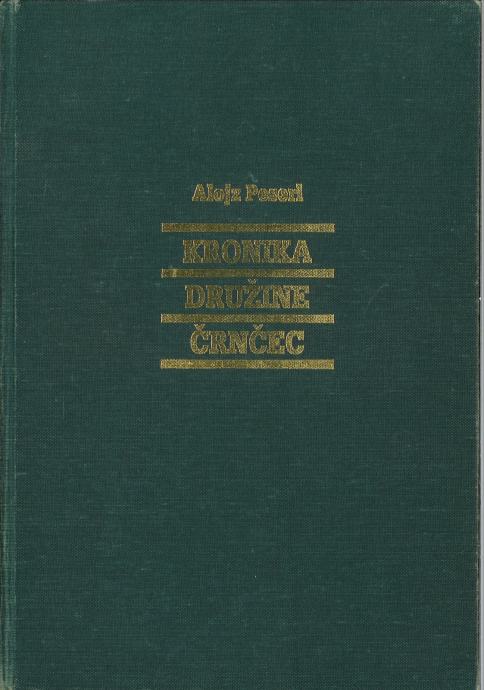 Alojz Peserl
KRONIKA
DRUŽINE
ČRNČEC